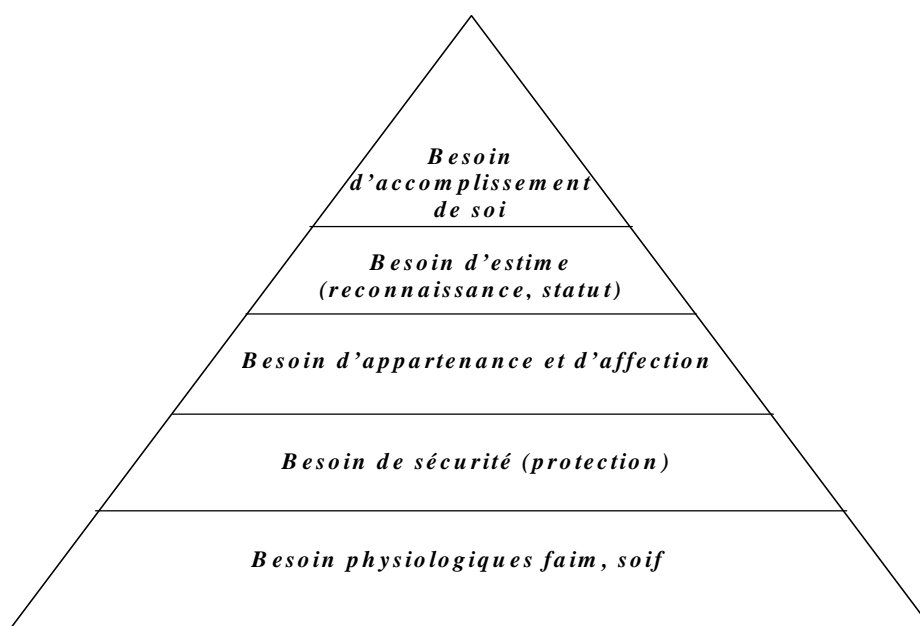 Besoin
d’accomplissement
de soi
Besoin d’estime
(reconnaissance, statut)
Besoin d’appartenance et d’affection
Besoin de sécurité (protection)
Besoin physiologiques faim, soif